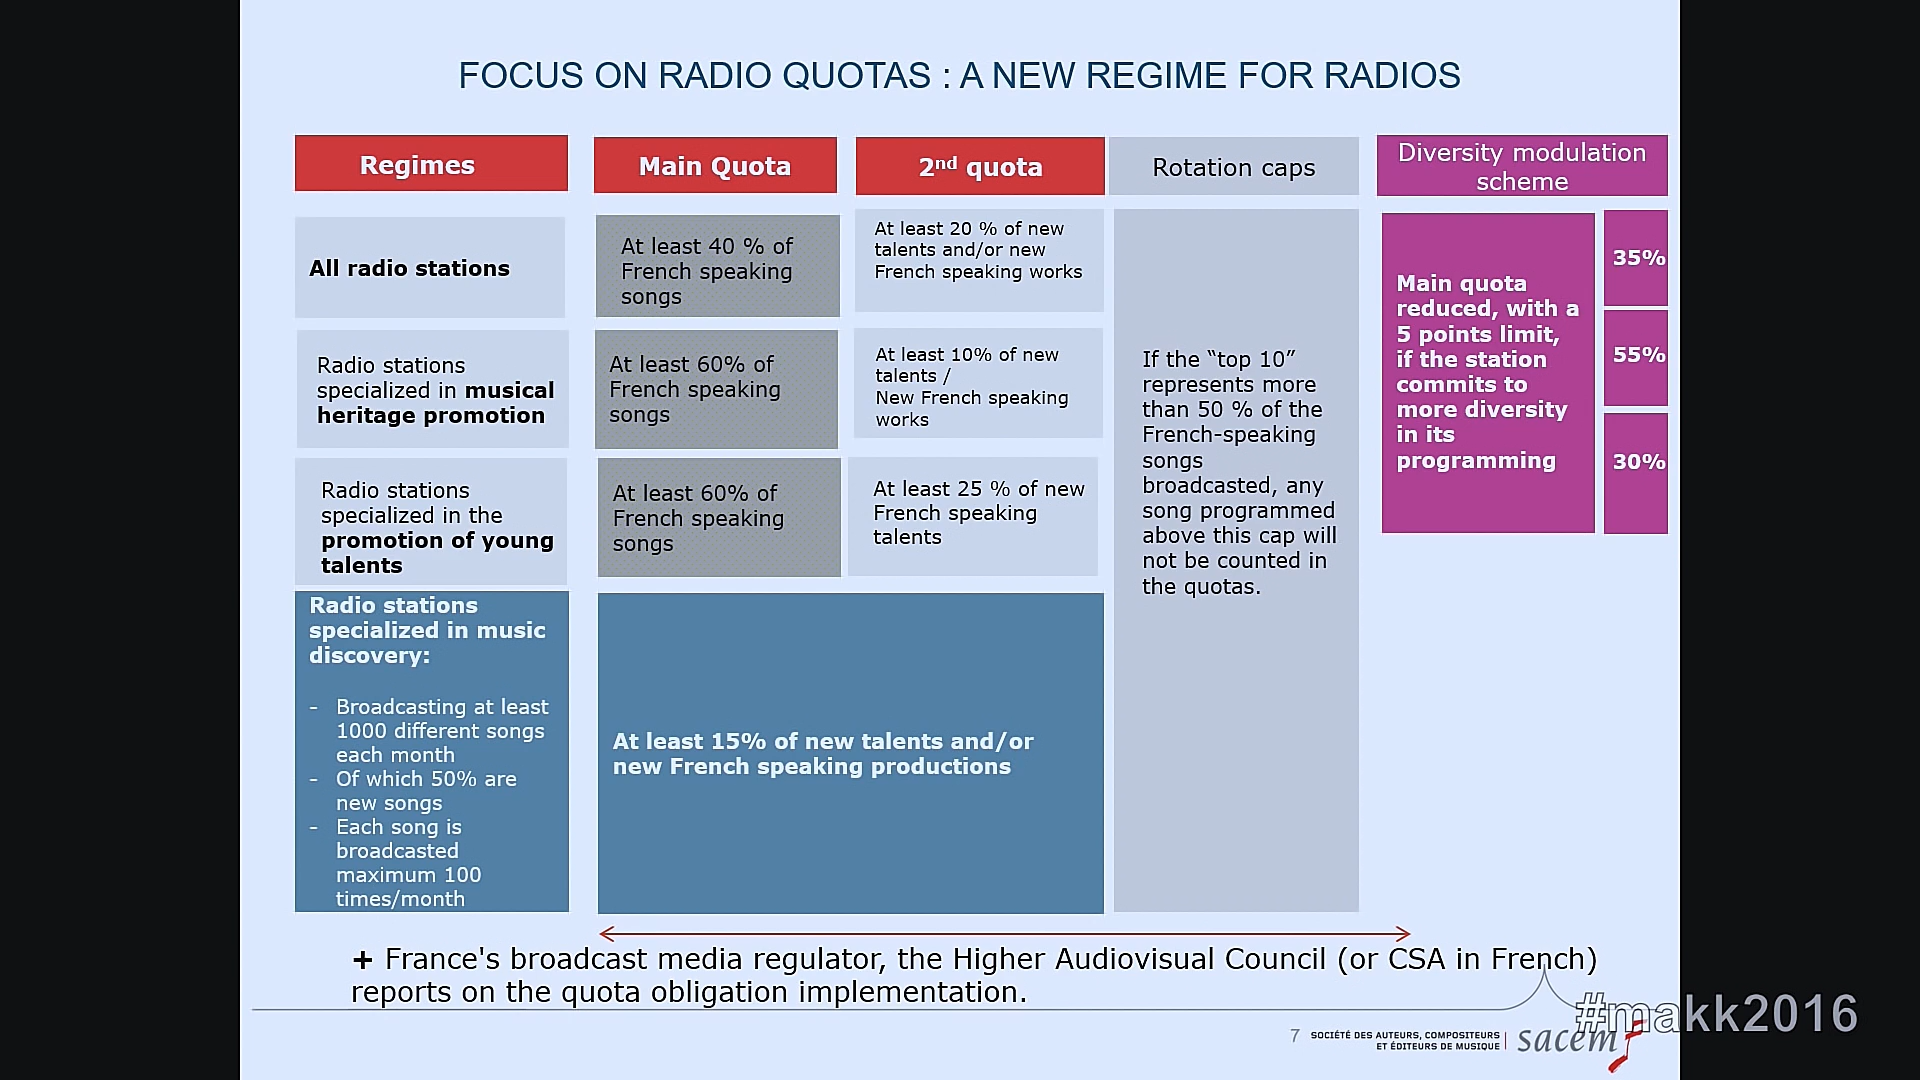 FOCUS ON RADIO QUOTAS : A NEW REGIME FOR RADIOS
Regimes
Main Quota
2nd quota
Rotation caps
Diversity modulation
scheme
All radio stations
At least 40 % of
French speaking
songs
At least 20 % of new
talents and/or new
French speaking works
Radio stations
specialized in musical
heritage promotion
At least 60% of
French speaking
songs
At least 10% of new
talents /
New French speaking
works
Radio stations
specialized in the
promotion of young
talents
At least 60% of
French speaking
songs
At least 25 % of new
French speaking
talents
Radio stations
specialized in music
discovery:
- Broadcasting at least
1000 different songs
each month
- Of which 50% are
new songs
- Each song is
broadcasted
maximum 100
times/month
At least 15% of new talents and/or
new French speaking productions
If the “top 10”
represents more
than 50 % of the
French-speaking
songs
broadcasted, any
song programmed
above this cap will
not be counted in
the quotas.
Main quota
reduced, with a
5 points limit,
if the station
commits to
more diversity
in its
programming
35%
55%
30%
+ France's broadcast media regulator, the Higher Audiovisual Council (or CSA in French)
reports on the quota obligation implementation.
#makk2016
7
SOCIÉTÉ DES AUTEURS, COMPOSITEURS
ET ÉDITEURS DE MUSIQUE
sacem